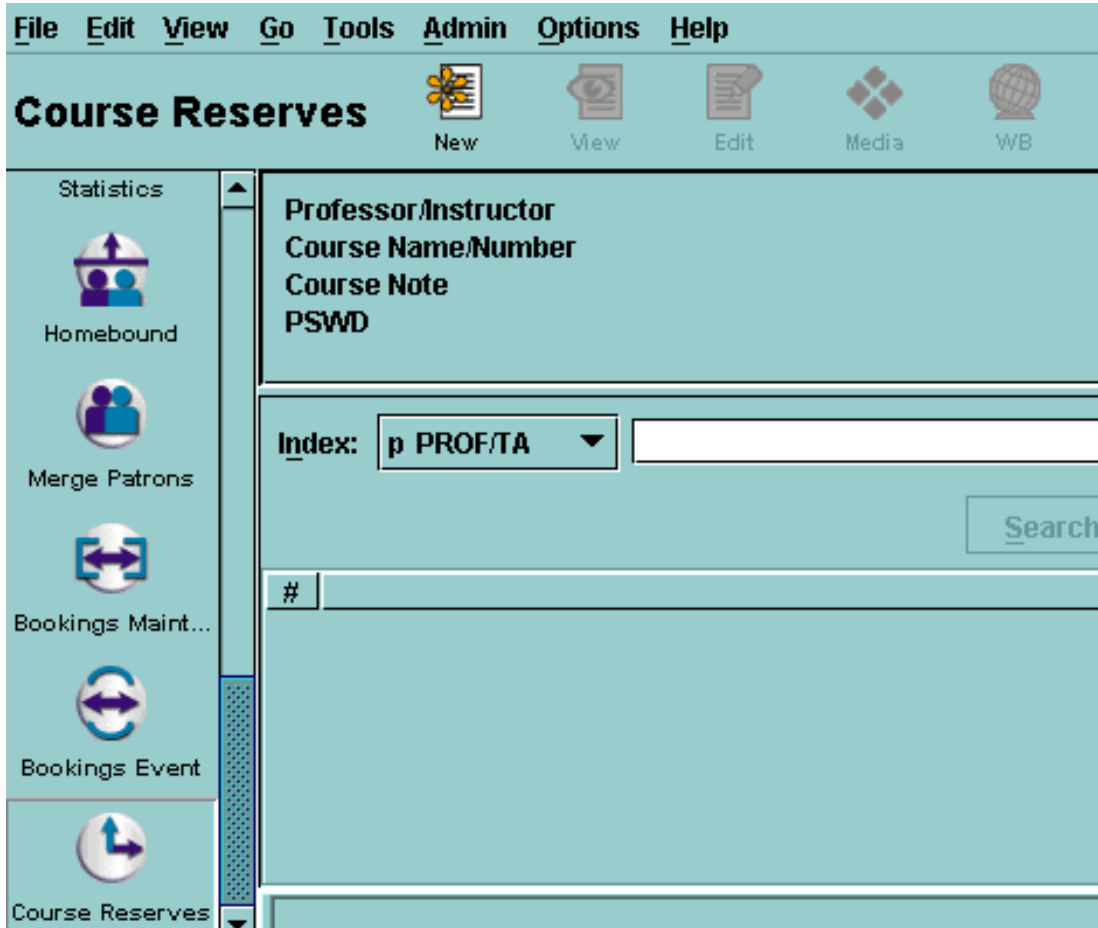 File Edit View Go Tools Admin Options Help
Course Reserves
New View Edit Media WB
Statistics
Homebound
Merge Patrons
Bookings Maint...
Bookings Event
Course Reserves
Professor/Instructor
Course Name/Number
Course Note
PSWD
Index: p PROF/TA
Search
#